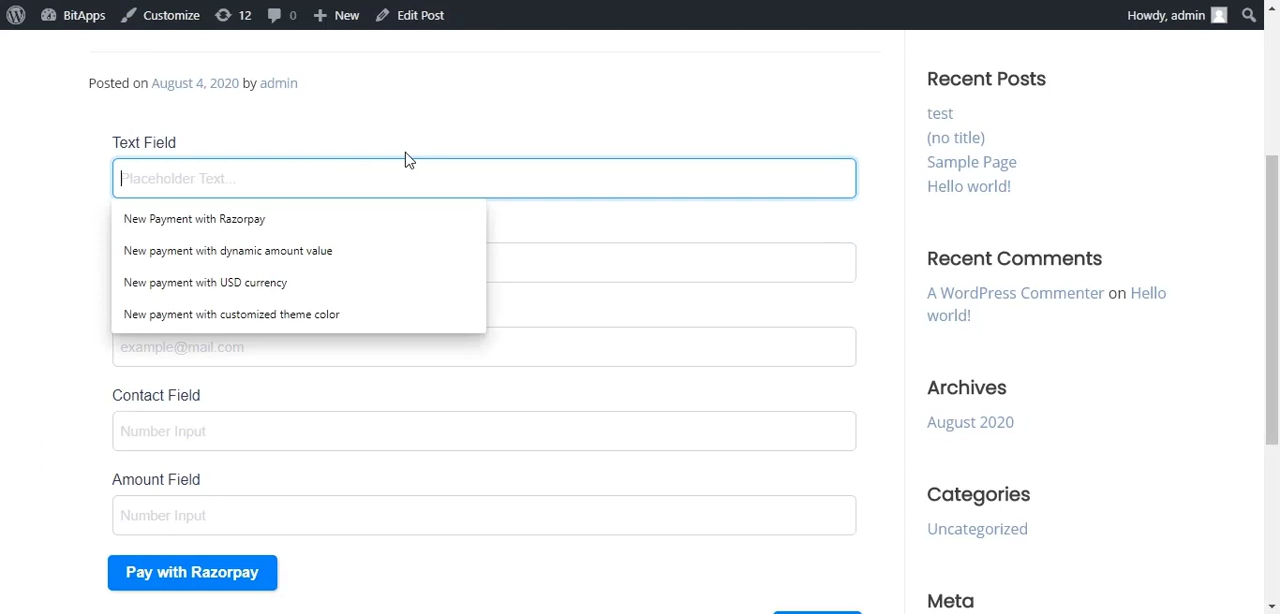 BitApps
Customize
12
0
New
Edit Post
Howdy, admin
Posted on August 4, 2020 by admin
Text Field
Placeholder Text...
New Payment with Razorpay
New payment with dynamic amount value
New payment with USD currency
New payment with customized theme color
example@mail.com
Contact Field
Number Input
Amount Field
Number Input
Pay with Razorpay
Recent Posts
test
(no title)
Sample Page
Hello world!
Recent Comments
A WordPress Commenter on Hello
world!
Archives
August 2020
Categories
Uncategorized
Meta